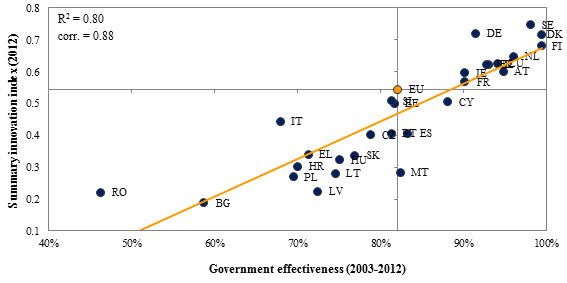 R² = 0.80
corr. = 0.88
Summary innovation index (2012)
0.8
0.7
0.6
0.5
0.4
0.3
0.2
0.1
SE
DE
DK
FI
NL
IE
AT
FR
EU
CY
IT
ES
EL
SK
HU
HR
PL
LT
MT
LV
RO
BG
40%
50%
60%
70%
80%
90%
100%
Government effectiveness (2003-2012)